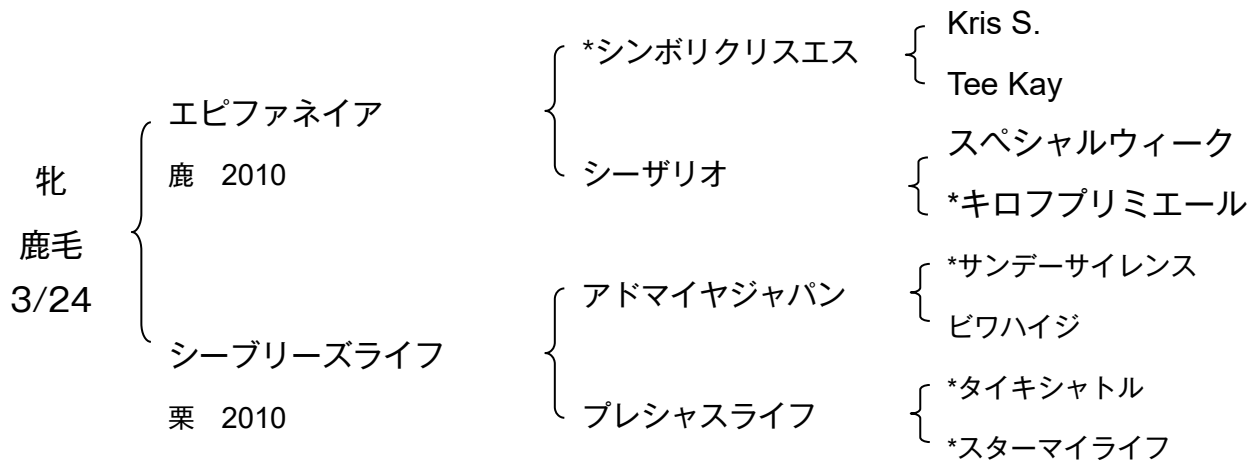 牝
鹿毛
3/24
エピファネイア
鹿 2010
シーブリーズライフ
栗 2010
*シンボリクリスエス
シーザリオ
アドマイヤジャパン
プレシャスライフ
Kris S.
Tee Kay
スペシャルウィーク
*キロフプリミエール
*サンデーサイレンス
ビワハイジ
*タイキシャトル
*スターマイライフ